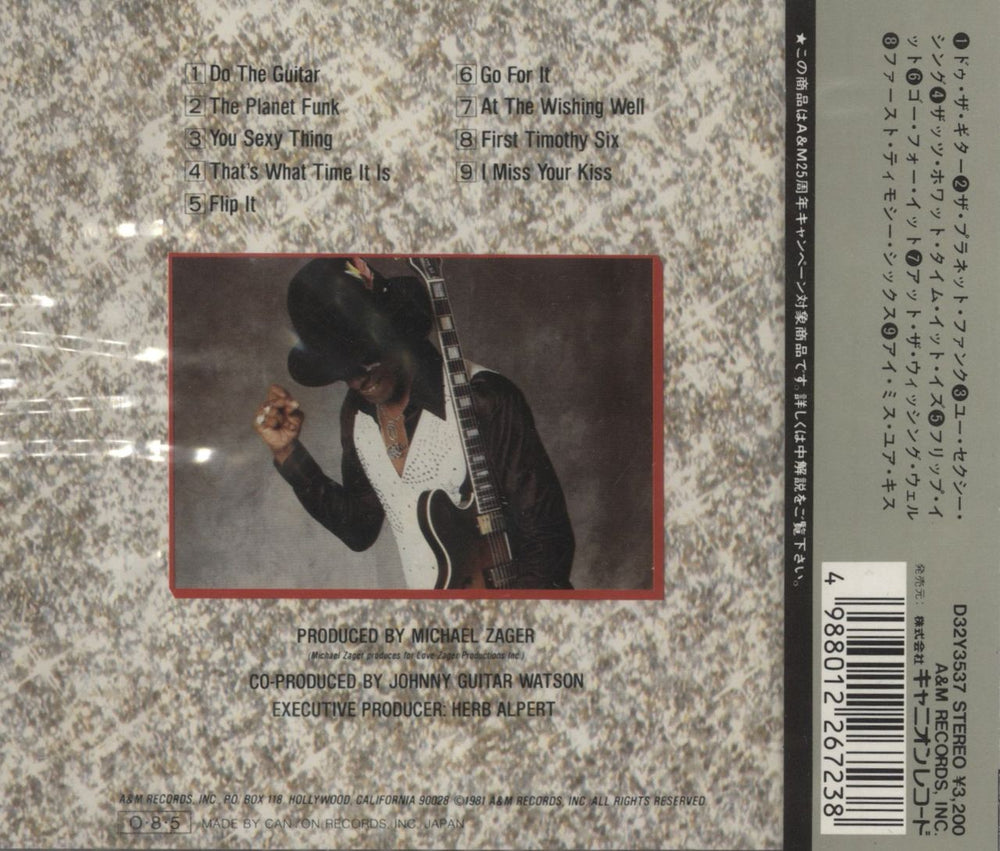 1 Do The Guitar
2 The Planet Funk
3 You Sexy Thing
4 That's What Time It Is
5 Flip It
6 Go For It
7 At The Wishing Well
8 First Timothy Six
9 I Miss Your Kiss
PRODUCED BY MICHAEL ZAGER
(Michael Zager produces for Love-Zager Productions Inc.)
CO-PRODUCED BY JOHNNY GUITAR WATSON
EXECUTIVE PRODUCER: HERB ALPERT
A&M RECORDS, INC. P.O. BOX 118, HOLLYWOOD, CALIFORNIA 90028 ©1981 A&M RECORDS, INC. ALL RIGHTS RESERVED.
O·8·5 MADE BY CANYON RECORDS, INC. JAPAN
★この商品はA&M25周年キャンペーン対象商品です。詳しくは中解説をご覧下さい。
❶ドゥ・ザ・ギター❷ザ・プラネット・ファンク❸ユー・セクシー・
シング❹ザッツ・ホワット・タイム・イット・イズ❺フリップ・イ
ット❻ゴー・フォー・イット❼アット・ザ・ウィッシング・ウェル
❽ファースト・ティモシー・シックス❾アイ・ミス・ユア・キス
D32Y3537 STEREO ¥3,200
A&M RECORDS, INC.
発売元: 株式会社 キャニオンレコード
4 988012 267238